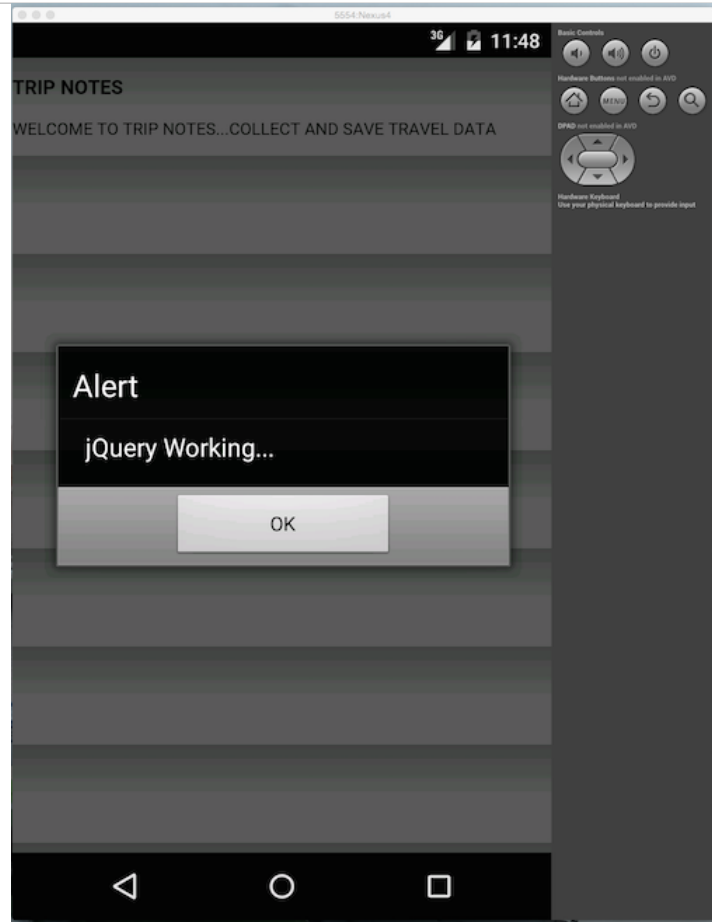 5554:Nexus4
3G 11:48
TRIP NOTES
WELCOME TO TRIP NOTES...COLLECT AND SAVE TRAVEL DATA
Alert
jQuery Working...
OK
Basic Controls
Hardware Buttons not enabled in AVD
MENU
DPAD not enabled in AVD
Hardware Keyboard
Use your physical keyboard to provide input